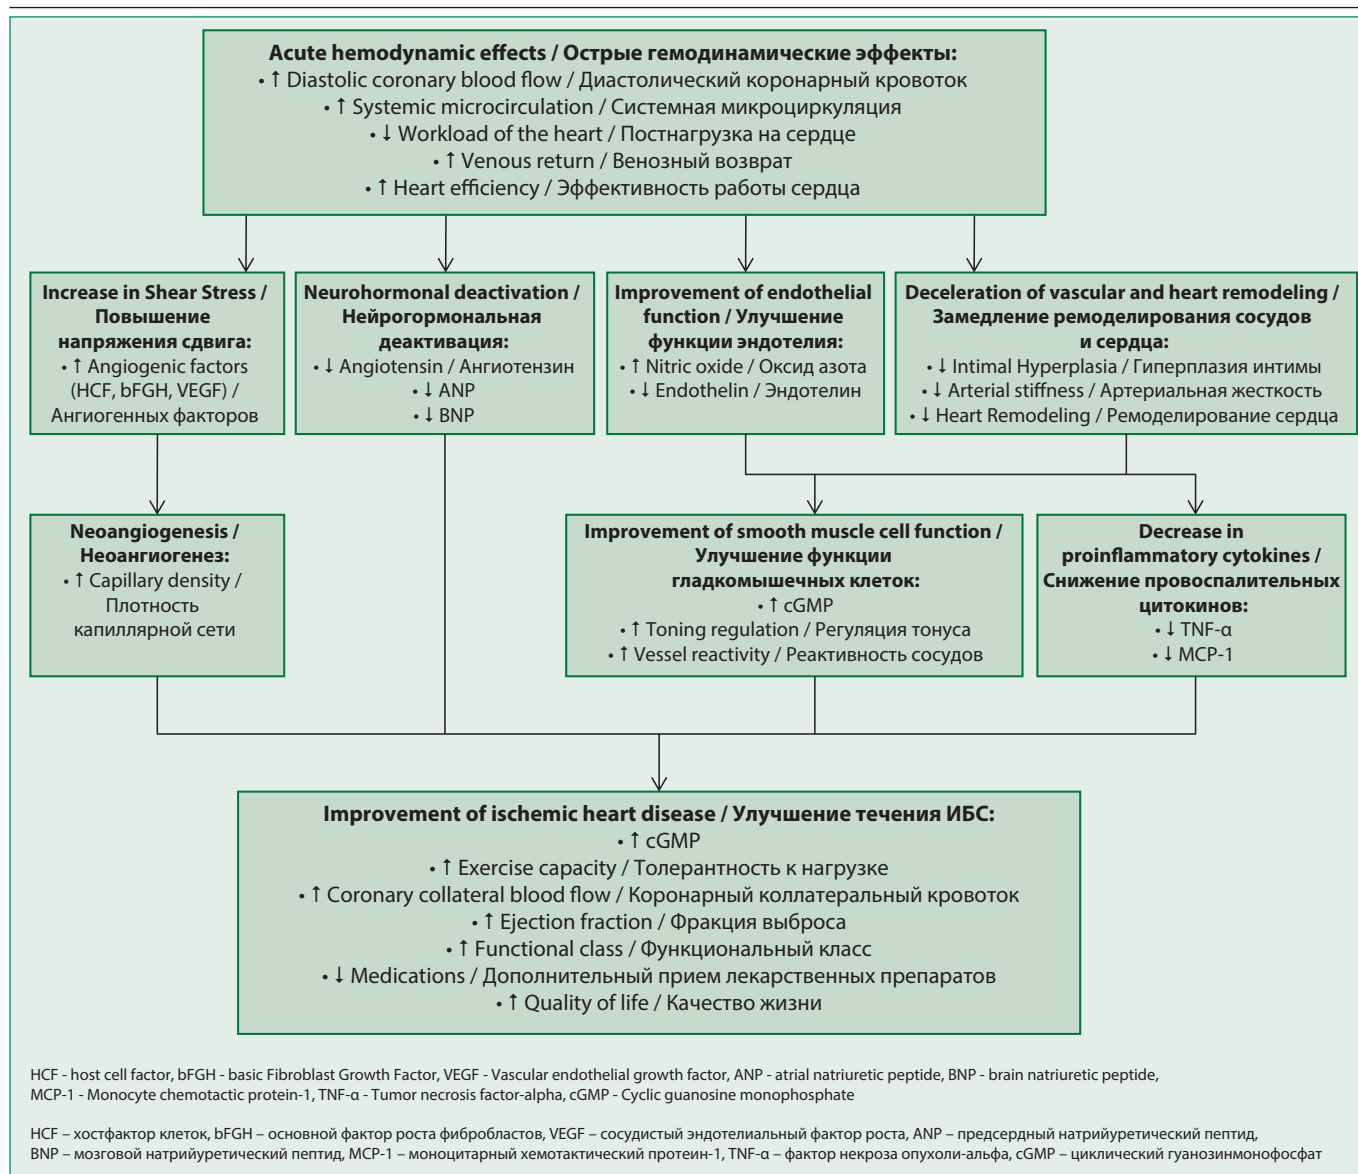 Acute hemodynamic effects / Острые гемодинамические эффекты:
• ↑ Diastolic coronary blood flow / Диастолический коронарный кровоток
• ↑ Systemic microcirculation / Системная микроциркуляция
• ↓ Workload of the heart / Постнагрузка на сердце
• ↑ Venous return / Венозный возврат
• ↑ Heart efficiency / Эффективность работы сердца
Increase in Shear Stress /
Повышение
напряжения сдвига:
• ↑ Angiogenic factors
(HCF, bFGH, VEGF) /
Ангиогенных факторов
Neurohormonal deactivation /
Нейрогормональная
деактивация:
• ↓ Angiotensin / Ангиотензин
• ↓ ANP
• ↓ BNP
Improvement of endothelial
function / Улучшение
функции эндотелия:
• ↑ Nitric oxide / Оксид азота
• ↓ Endothelin / Эндотелин
Deceleration of vascular and heart remodeling /
Замедление ремоделирования сосудов
и сердца:
• ↓ Intimal Hyperplasia / Гиперплазия интимы
• ↓ Arterial stiffness / Артериальная жесткость
• ↓ Heart Remodeling / Ремоделирование сердца
Neoangiogenesis /
Неоангиогенез:
• ↑ Capillary density /
Плотность
капиллярной сети
Improvement of smooth muscle cell function /
Улучшение функции
гладкомышечных клеток:
• ↑ cGMP
• ↑ Toning regulation / Регуляция тонуса
• ↑ Vessel reactivity / Реактивность сосудов
Decrease in
proinflammatory cytokines /
Снижение провоспалительных
цитокинов:
• ↓ TNF-α
• ↓ MCP-1
Improvement of ischemic heart disease / Улучшение течения ИБС:
• ↑ cGMP
• ↑ Exercise capacity / Толерантность к нагрузке
• ↑ Coronary collateral blood flow / Коронарный коллатеральный кровоток
• ↑ Ejection fraction / Фракция выброса
• ↑ Functional class / Функциональный класс
• ↓ Medications / Дополнительный прием лекарственных препаратов
• ↑ Quality of life / Качество жизни
HCF - host cell factor, bFGH - basic Fibroblast Growth Factor, VEGF - Vascular endothelial growth factor, ANP - atrial natriuretic peptide, BNP - brain natriuretic peptide,
MCP-1 - Monocyte chemotactic protein-1, TNF-α - Tumor necrosis factor-alpha, cGMP - Cyclic guanosine monophosphate
HCF – хостфактор клеток, bFGH – основной фактор роста фибробластов, VEGF – сосудистый эндотелиальный фактор роста, ANP – предсердный натрийуретический пептид,
BNP – мозговой натрийуретический пептид, MCP-1 – моноцитарный хемотактический протеин-1, TNF-α – фактор некроза опухоли-альфа, cGMP – циклический гуанозинмонофосфат